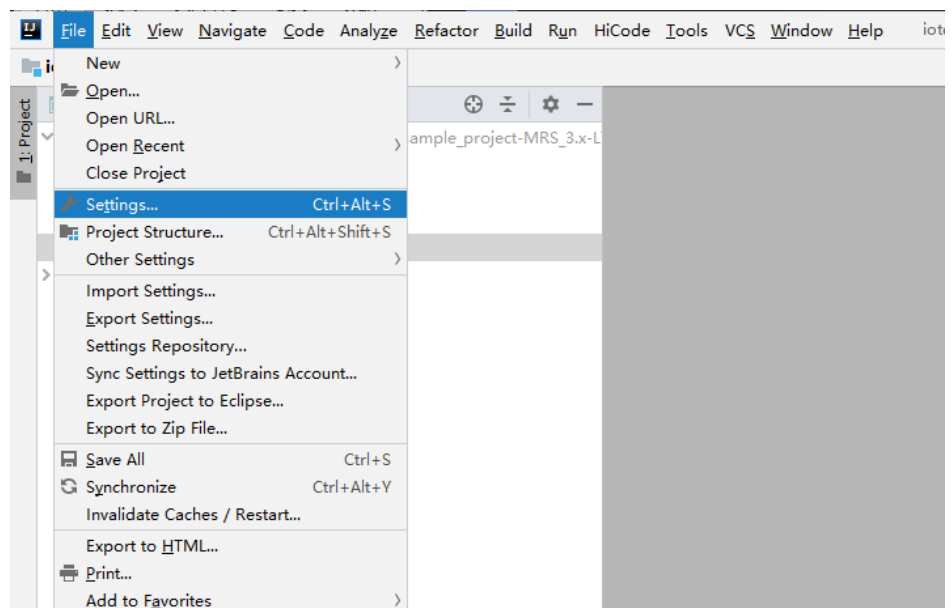 IJ File Edit View Navigate Code Analyze Refactor Build Run HiCode Tools VCS Window Help
New
Open...
1: Project
Open URL...
Open Recent
ample_project-MRS_3.x-L
Close Project
Settings... Ctrl+Alt+S
Project Structure... Ctrl+Alt+Shift+S
Other Settings
Import Settings...
Export Settings...
Settings Repository...
Sync Settings to JetBrains Account...
Export Project to Eclipse...
Export to Zip File...
Save All Ctrl+S
Synchronize Ctrl+Alt+Y
Invalidate Caches / Restart...
Export to HTML...
Print...
Add to Favorites